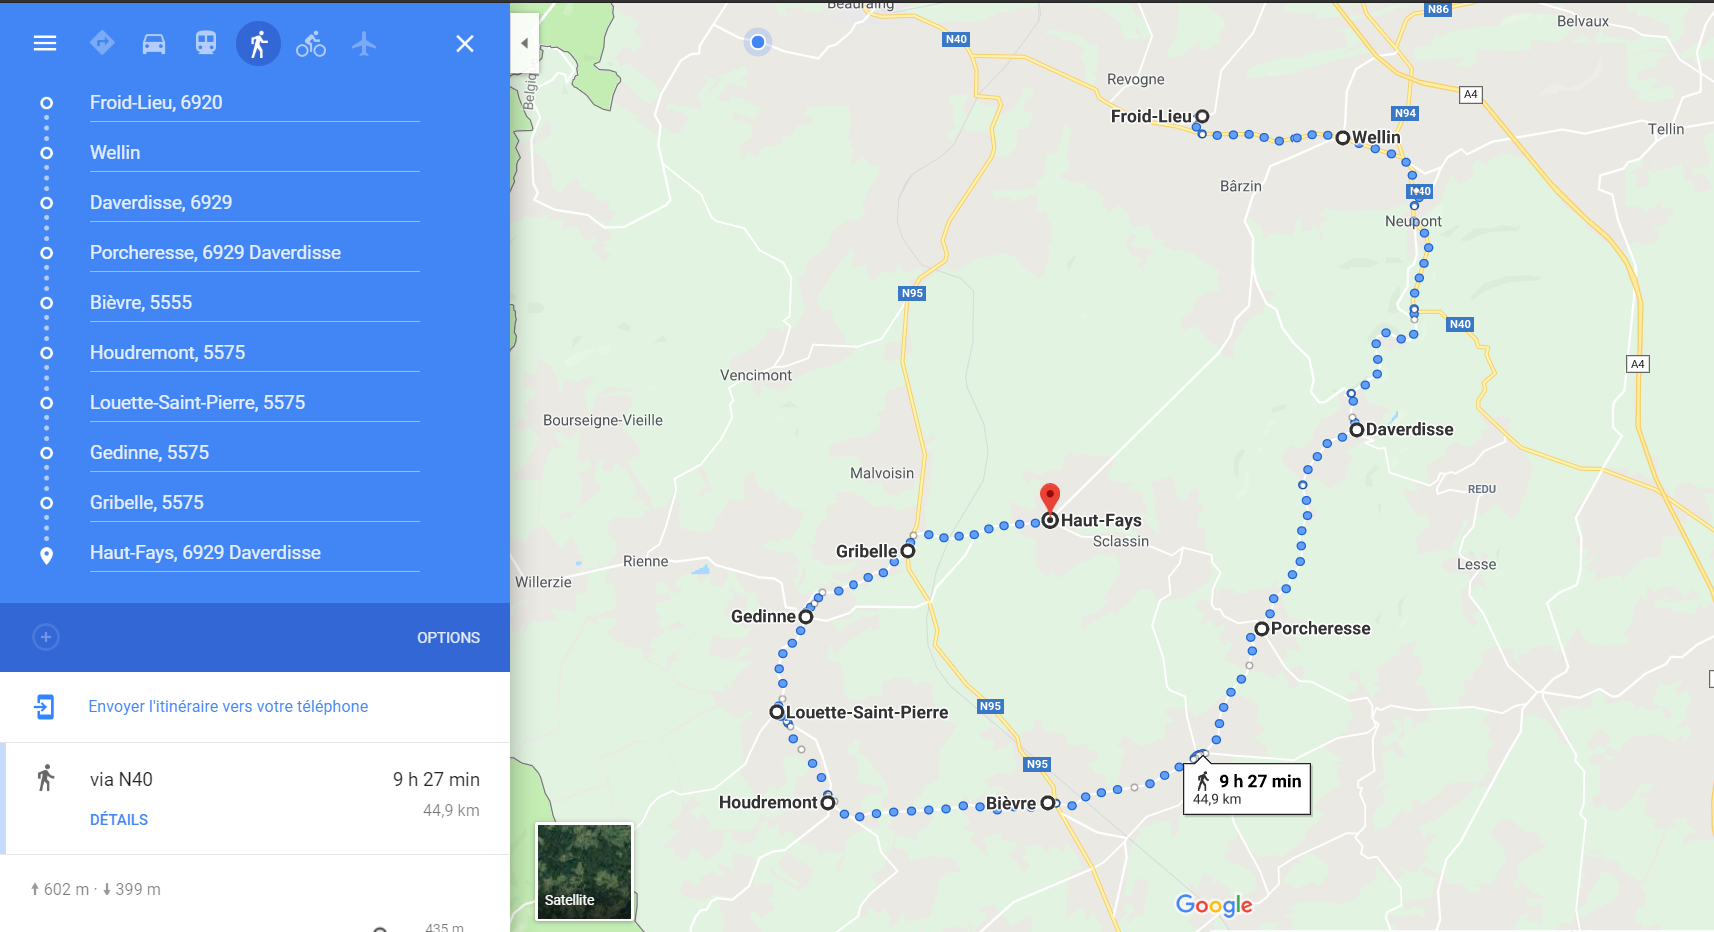 Froid-Lieu, 6920
Wellin
Daverdisse, 6929
Porcheresse, 6929 Daverdisse
Bièvre, 5555
Houdremont, 5575
Louette-Saint-Pierre, 5575
Gedinne, 5575
Gribelle, 5575
Haut-Fays, 6929 Daverdisse
OPTIONS
Envoyer l'itinéraire vers votre téléphone
via N40
9 h 27 min
44,9 km
DÉTAILS
602 m · 399 m
435 m
Beauraing
N86
Belvaux
N40
Belgique
Revogne
A4
Froid-Lieu
N94
Tellin
Wellin
Bârzin
N40
Neupont
N95
N40
A4
Vencimont
Bourseigne-Vieille
Daverdisse
Malvoisin
REDU
Haut-Fays
Sclassin
Gribelle
Rienne
Lesse
Willerzie
Gedinne
Porcheresse
N95
Louette-Saint-Pierre
N95
9 h 27 min
44,9 km
Houdremont
Bièvre
Satellite
Google